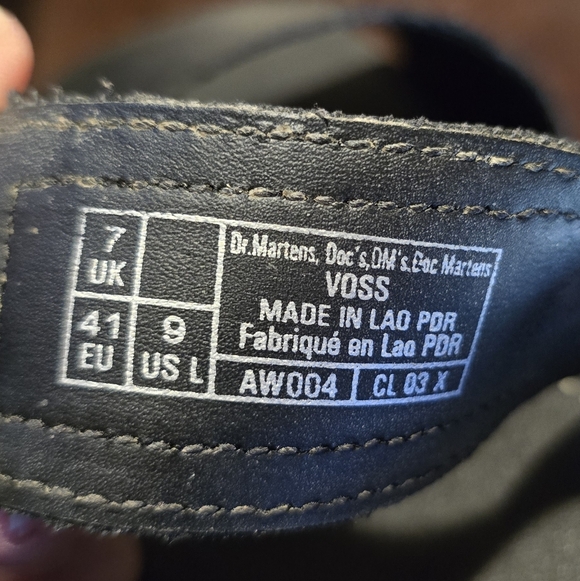 7
UK
41
EU
9
US L
Dr.Martens, Doc's,DM's.Doc Martens
VOSS
MADE IN LAO PDR
Fabriqué en Lao PDR
AW004
CL 03 X